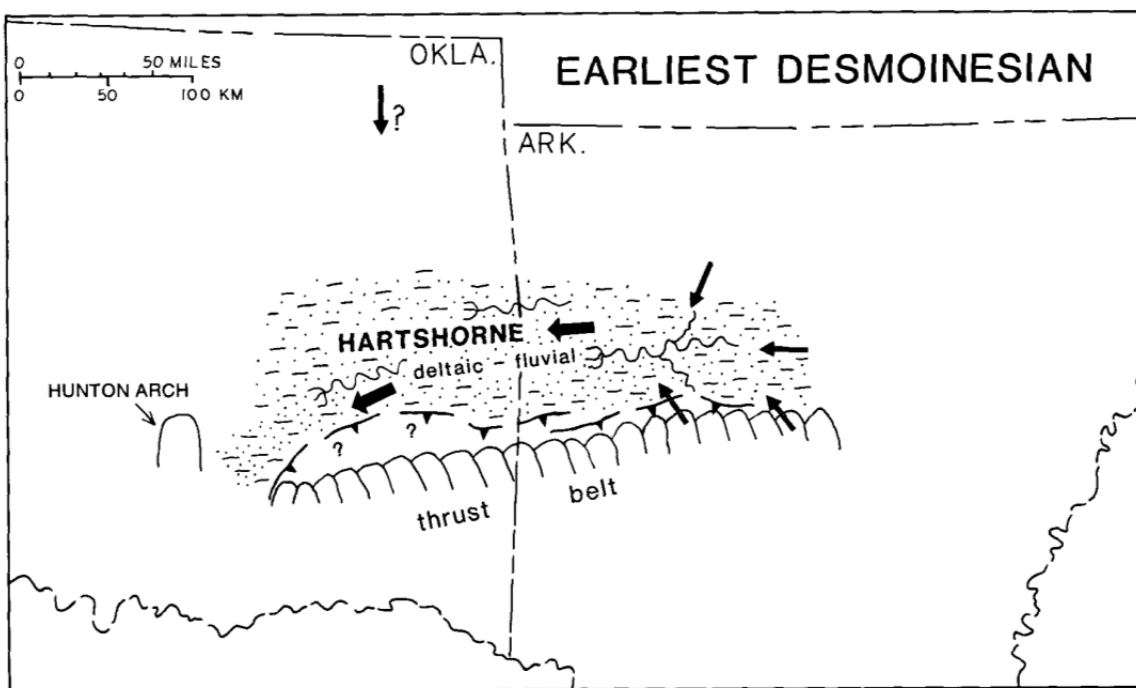 OKLA.
EARLIEST DESMOINESIAN
0 50 MILES
0 50 100 KM
?
ARK.
HARTSHORNE
deltaic - fluvial
HUNTON ARCH
? ?
thrust belt